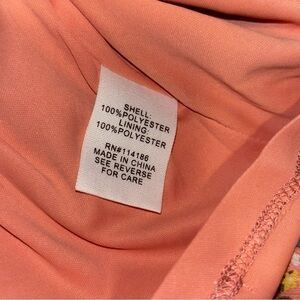 SHELL:
100%POLYESTER
LINING:
100%POLYESTER
RN#114186
MADE IN CHINA
SEE REVERSE
FOR CARE